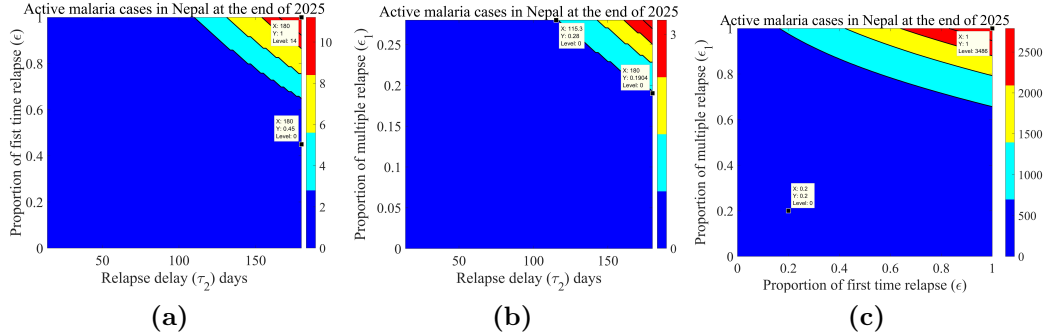 Active malaria cases in Nepal at the end of 2025
Proportion of fist time relapse (ϵ)
1
0.8
0.6
0.4
0.2
0
50
100
150
Relapse delay (τ2) days
X: 180
Y: 1
Level: 14
X: 180
Y: 0.45
Level: 0
10
8
6
4
2
0
(a)
Active malaria cases in Nepal at the end of 2025
Proportion of multiple relapse (ϵ1)
0.25
0.2
0.15
0.1
0.05
0
50
100
150
Relapse delay (τ2) days
X: 115.3
Y: 0.28
Level: 0
X: 180
Y: 0.1904
Level: 0
3
0
(b)
Active malaria cases in Nepal at the end of 2025
Proportion of multiple relapse (ϵ1)
1
0.8
0.6
0.4
0.2
0
0
0.2
0.4
0.6
0.8
1
Proportion of first time relapse (ϵ)
X: 1
Y: 1
Level: 3486
X: 0.2
Y: 0.2
Level: 0
2500
2000
1500
1000
500
0
(c)